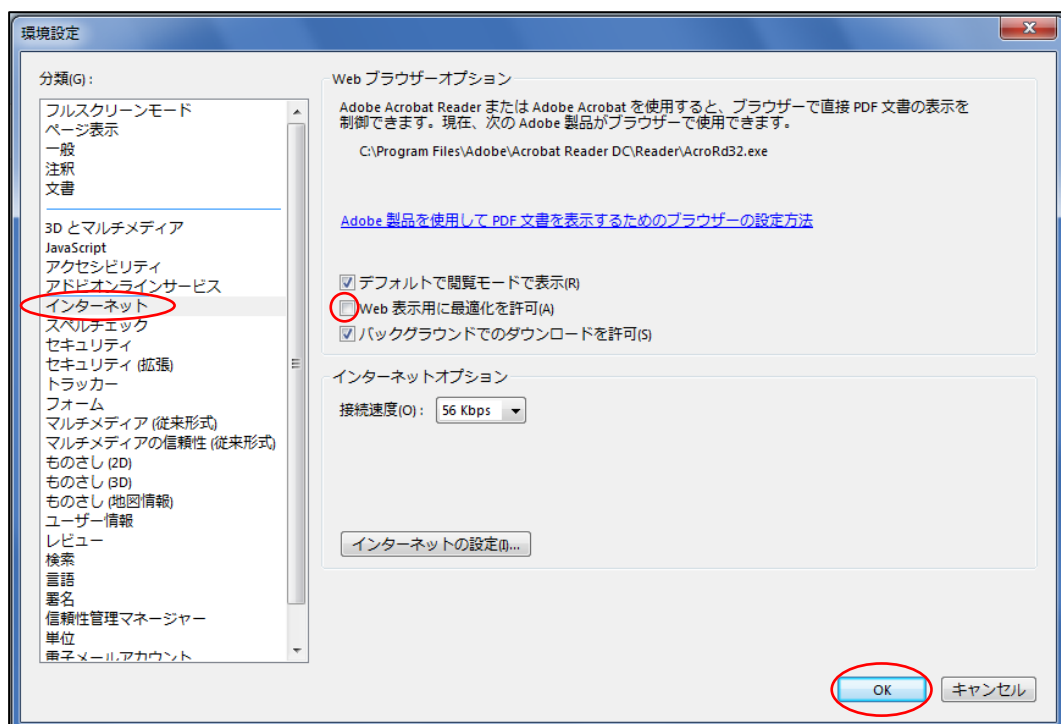 環境設定
分類(G):
フルスクリーンモード
ページ表示
一般
注釈
文書
3D とマルチメディア
JavaScript
アクセシビリティ
アドビオンラインサービス
インターネット
スペルチェック
セキュリティ
セキュリティ (拡張)
トラッカー
フォーム
マルチメディア (従来形式)
マルチメディアの信頼性 (従来形式)
ものさし (2D)
ものさし (3D)
ものさし (地図情報)
ユーザー情報
レビュー
検索
言語
署名
信頼性管理マネージャー
単位
電子メールアカウント
Web ブラウザーオプション
Adobe Acrobat Reader または Adobe Acrobat を使用すると、ブラウザーで直接 PDF 文書の表示を
制御できます。現在、次の Adobe 製品がブラウザーで使用できます。
C:\Program Files\Adobe\Acrobat Reader DC\Reader\AcroRd32.exe
Adobe 製品を使用して PDF 文書を表示するためのブラウザーの設定方法
デフォルトで閲覧モードで表示(R)
Web 表示用に最適化を許可(A)
バックグラウンドでのダウンロードを許可(S)
インターネットオプション
接続速度(O): 56 Kbps
インターネットの設定(I)...
OK キャンセル